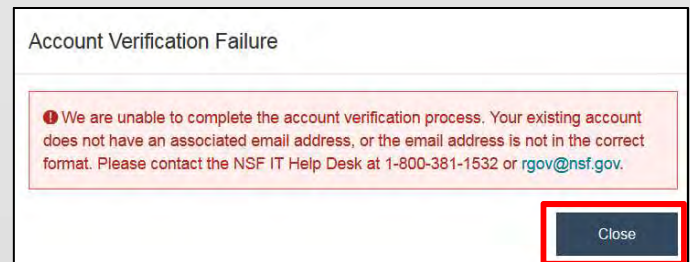 Account Verification Failure
We are unable to complete the account verification process. Your existing account
does not have an associated email address, or the email address is not in the correct
format. Please contact the NSF IT Help Desk at 1-800-381-1532 or rgov@nsf.gov.
Close